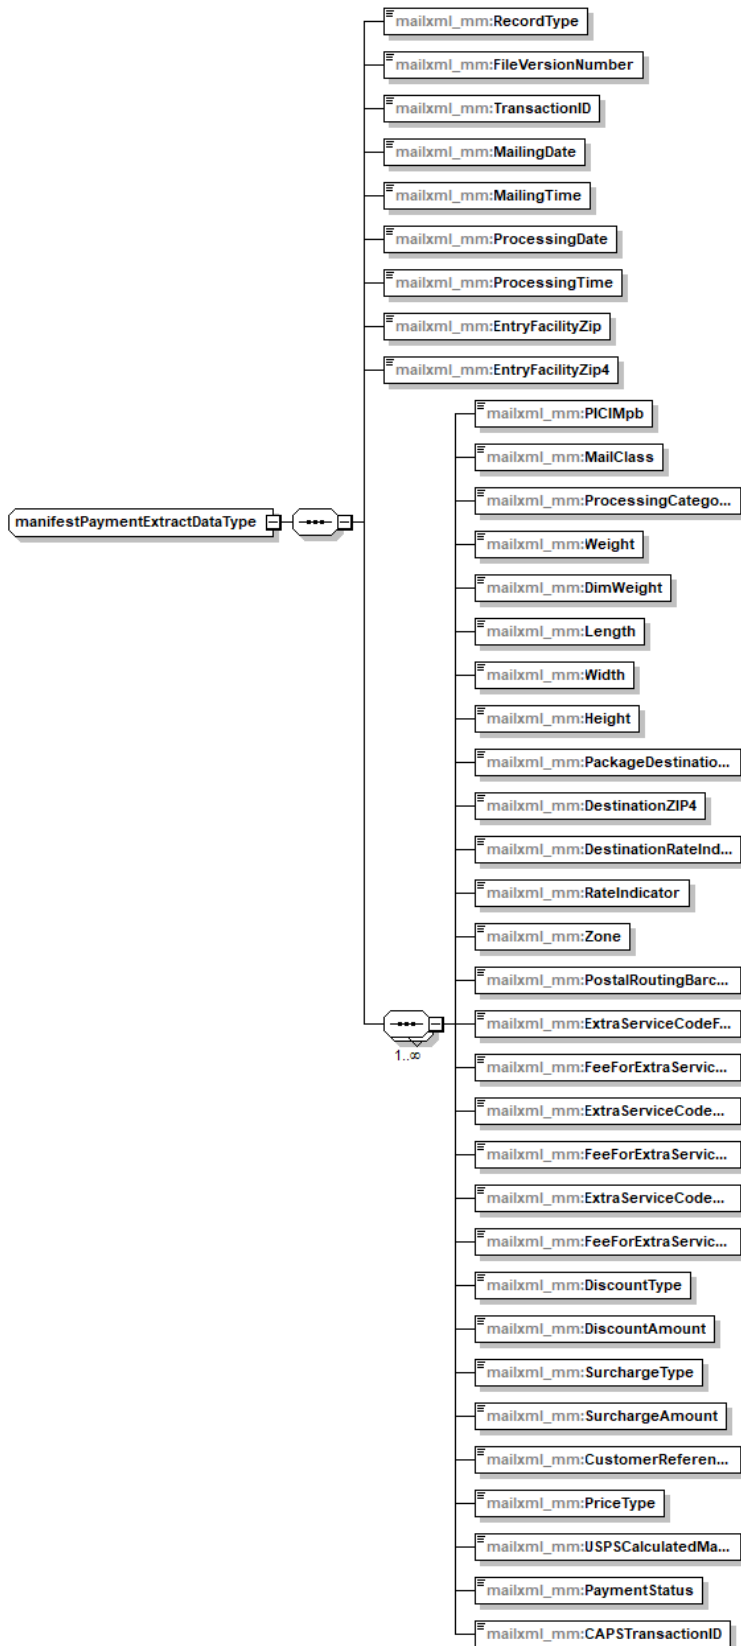 mailxml_mm:RecordType
mailxml_mm:FileVersionNumber
mailxml_mm:TransactionID
mailxml_mm:MailingDate
mailxml_mm:MailingTime
mailxml_mm:ProcessingDate
mailxml_mm:ProcessingTime
mailxml_mm:EntryFacilityZip
mailxml_mm:EntryFacilityZip4
manifestPaymentExtractDataType
mailxml_mm:PICIMpb
mailxml_mm:MailClass
mailxml_mm:ProcessingCatego...
mailxml_mm:Weight
mailxml_mm:DimWeight
mailxml_mm:Length
mailxml_mm:Width
mailxml_mm:Height
mailxml_mm:PackageDestinatio...
mailxml_mm:DestinationZIP4
mailxml_mm:DestinationRateInd...
mailxml_mm:RateIndicator
mailxml_mm:Zone
mailxml_mm:PostalRoutingBarc...
mailxml_mm:ExtraServiceCodeF...
1..∞
mailxml_mm:FeeForExtraServic...
mailxml_mm:ExtraServiceCode...
mailxml_mm:FeeForExtraServic...
mailxml_mm:ExtraServiceCode...
mailxml_mm:FeeForExtraServic...
mailxml_mm:DiscountType
mailxml_mm:DiscountAmount
mailxml_mm:SurchargeType
mailxml_mm:SurchargeAmount
mailxml_mm:CustomerReferen...
mailxml_mm:PriceType
mailxml_mm:USPSCalculatedMa...
mailxml_mm:PaymentStatus
mailxml_mm:CAPSTransactionID